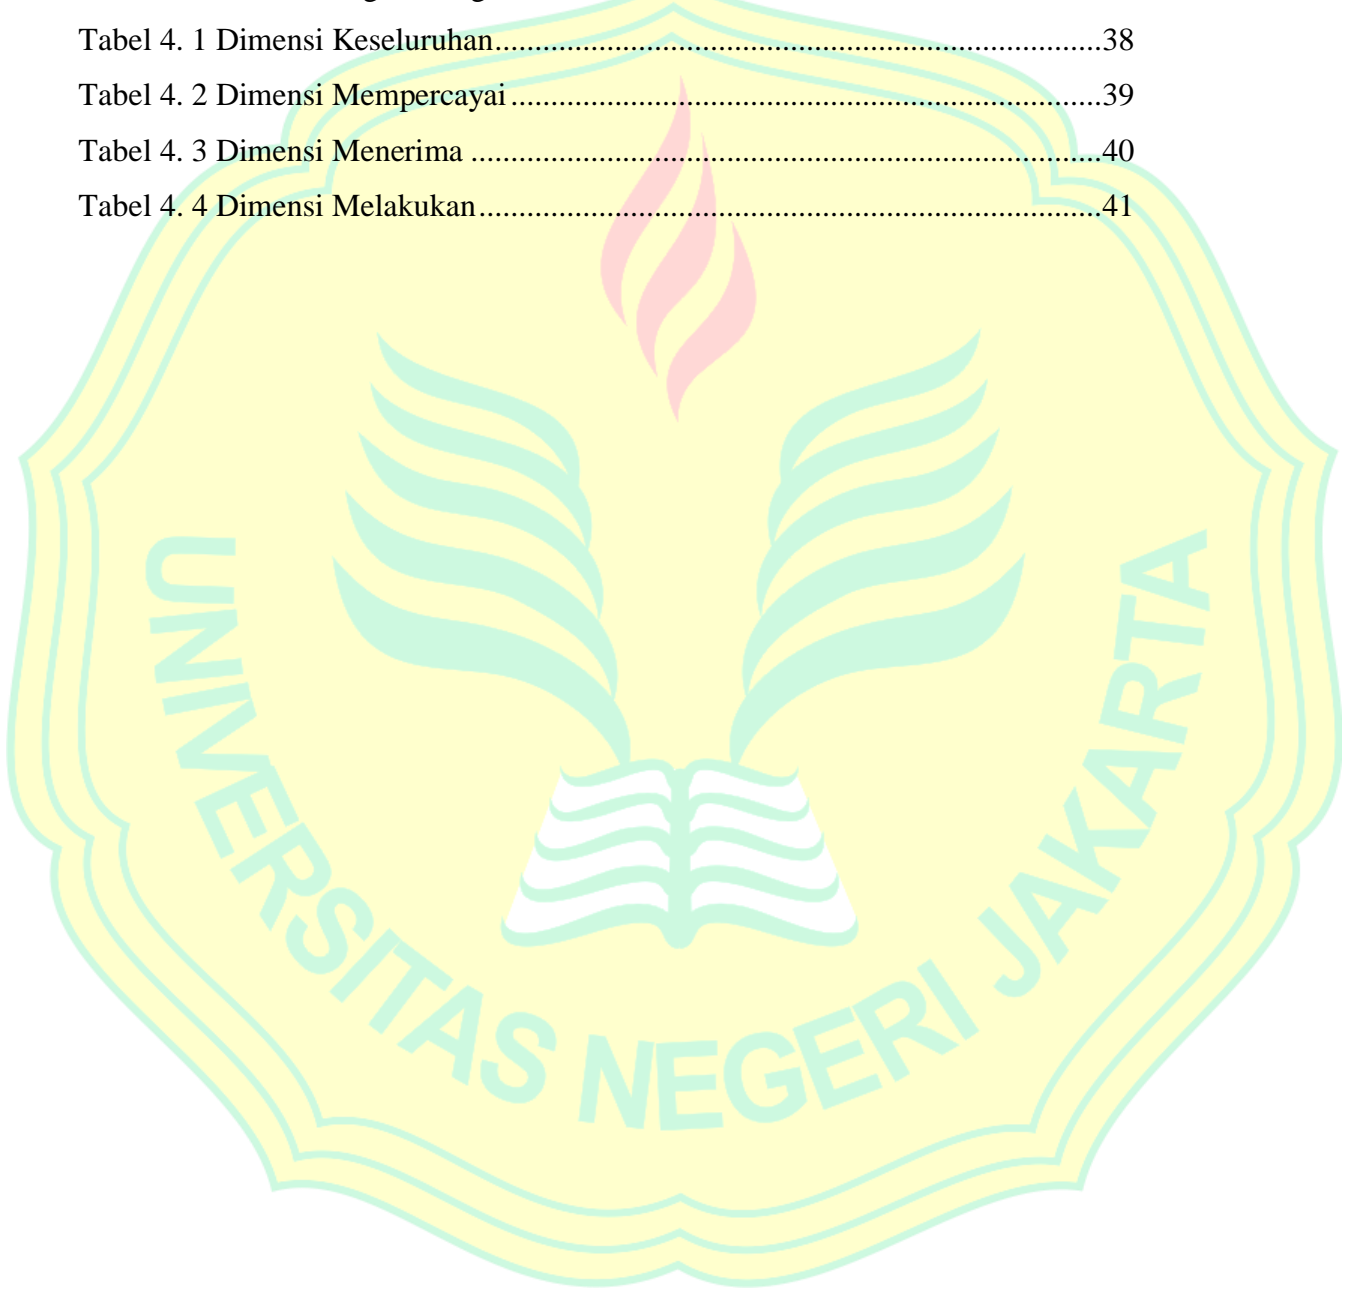 Tabel 4. 1 Dimensi Keseluruhan............................................................................38
Tabel 4. 2 Dimensi Mempercayai..........................................................................39
Tabel 4. 3 Dimensi Menerima ...............................................................................40
Tabel 4. 4 Dimensi Melakukan..............................................................................41
UNIVERSITAS NEGERI JAKARTA